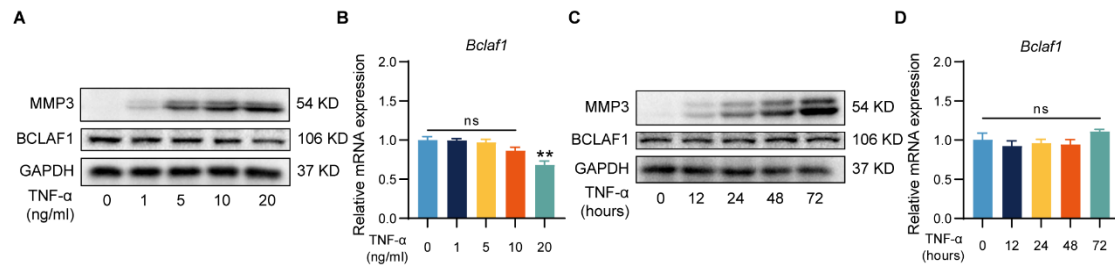 A
MMP3 54 KD
BCLAF1 106 KD
GAPDH 37 KD
TNF-α 0 1 5 10 20
(ng/ml)
B
Bclaf1
Relative mRNA expression
2.0
1.5
1.0
0.5
0.0
ns
**
TNF-α 0 1 5 10 20
(ng/ml)
C
MMP3 54 KD
BCLAF1 106 KD
GAPDH 37 KD
TNF-α 0 12 24 48 72
(hours)
D
Bclaf1
Relative mRNA expression
2.0
1.5
1.0
0.5
0.0
ns
TNF-α 0 12 24 48 72
(hours)